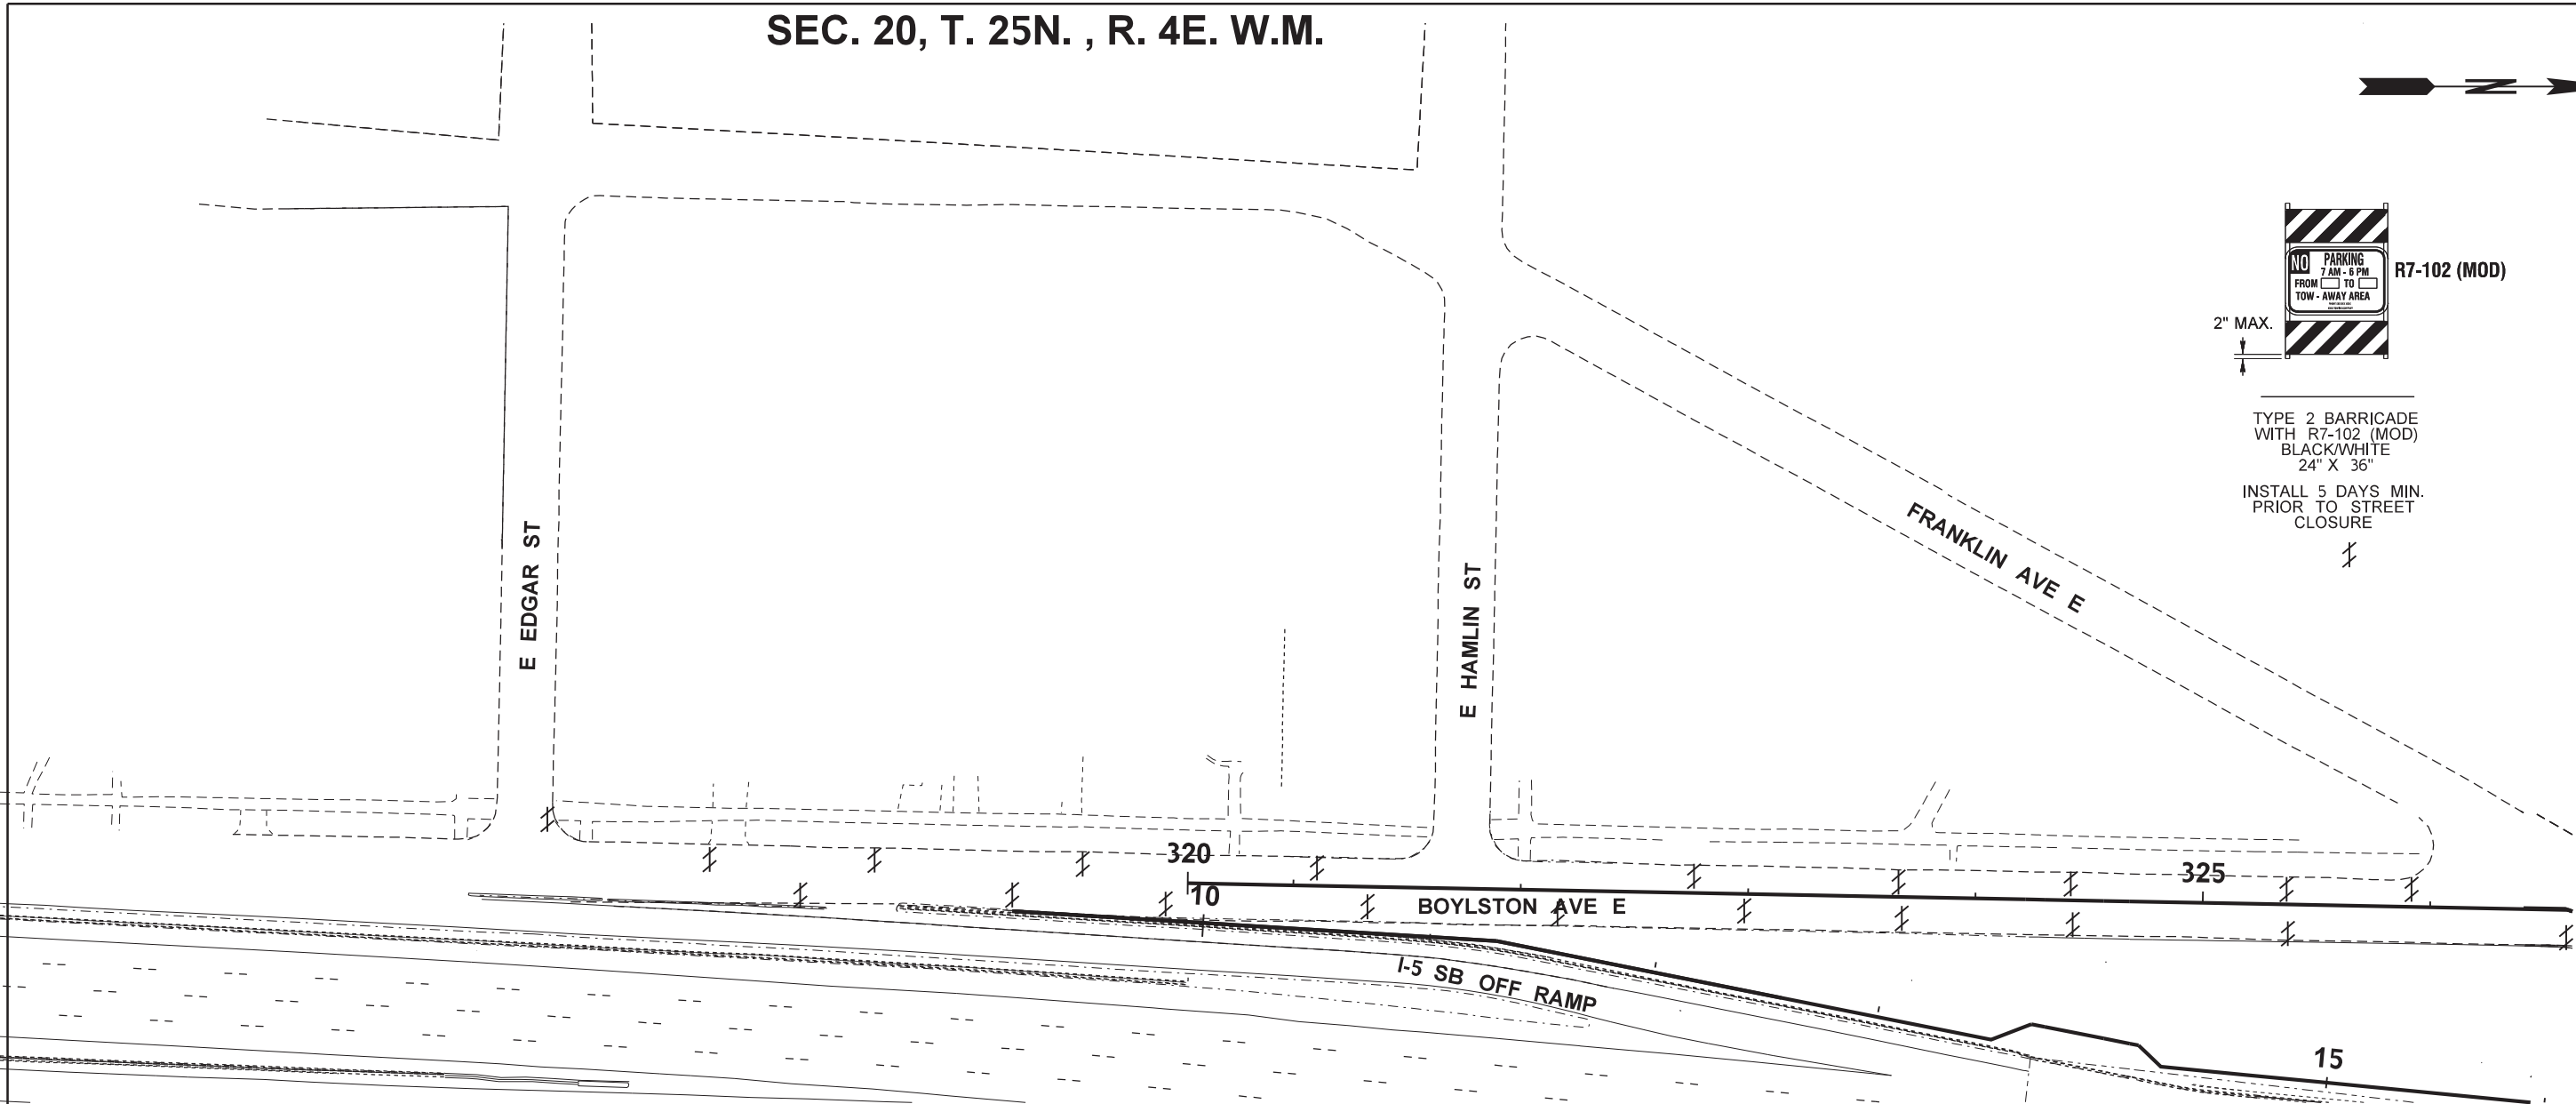 SEC. 20, T. 25N. , R. 4E. W.M.
N
NO PARKING
7 AM - 6 PM
FROM TO
TOW - AWAY AREA
R7-102 (MOD)
2" MAX.
TYPE 2 BARRICADE
WITH R7-102 (MOD)
BLACK/WHITE
24" X 36"
INSTALL 5 DAYS MIN.
PRIOR TO STREET
CLOSURE
E EDGAR ST
E HAMLIN ST
FRANKLIN AVE E
320
325
10
BOYLSTON AVE E
I-5 SB OFF RAMP
15